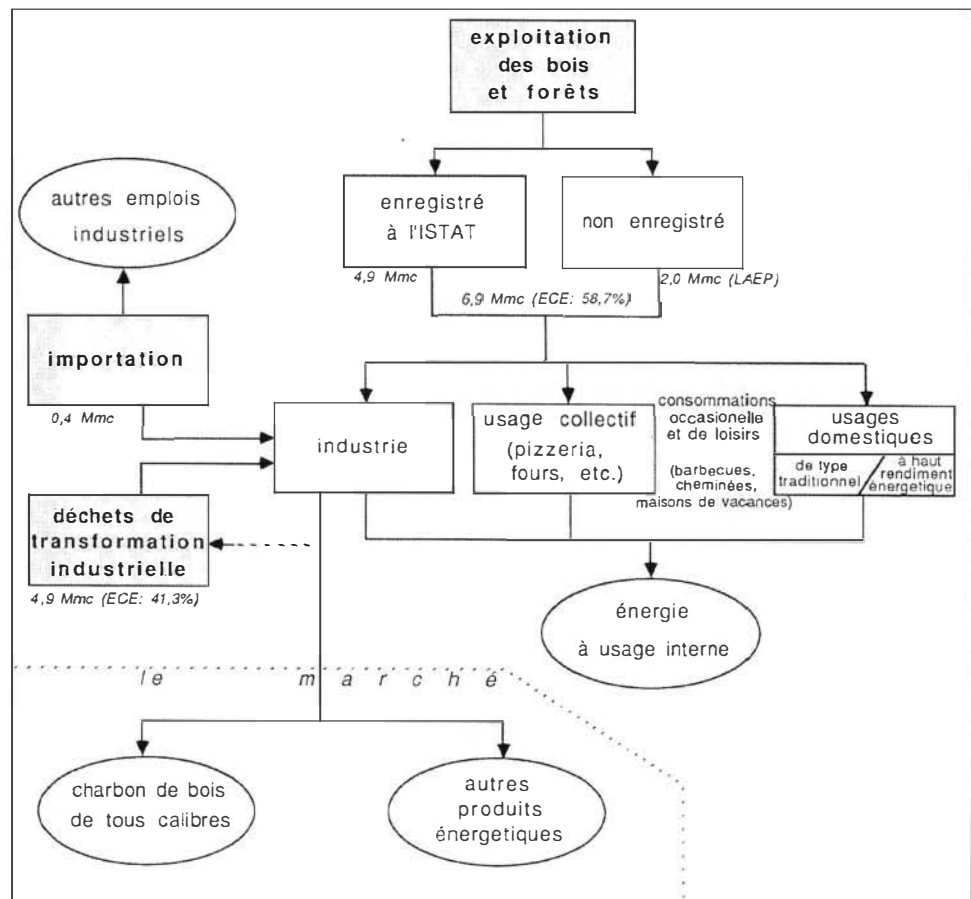 exploitation
des bois
et forêts
autres emplois
industriels
enregistré
à l'ISTAT
non enregistré
4,9 Mmc
2,0 Mmc (LAEP)
6,9 Mmc (ECE: 58,7%)
importation
0,4 Mmc
industrie
usage collectif
(pizzeria,
fours, etc.)
consommations
occasionelle
et de loisirs
(barbecues,
cheminées,
maisons de vacances)
usages
domestiques
de type
traditionnel
à haut
rendiment
énergetique
déchets de
transformation
industrielle
4,9 Mmc (ECE: 41,3%)
énergie
à usage interne
le marché
charbon de bois
de tous calibres
autres
produits
énergetiques